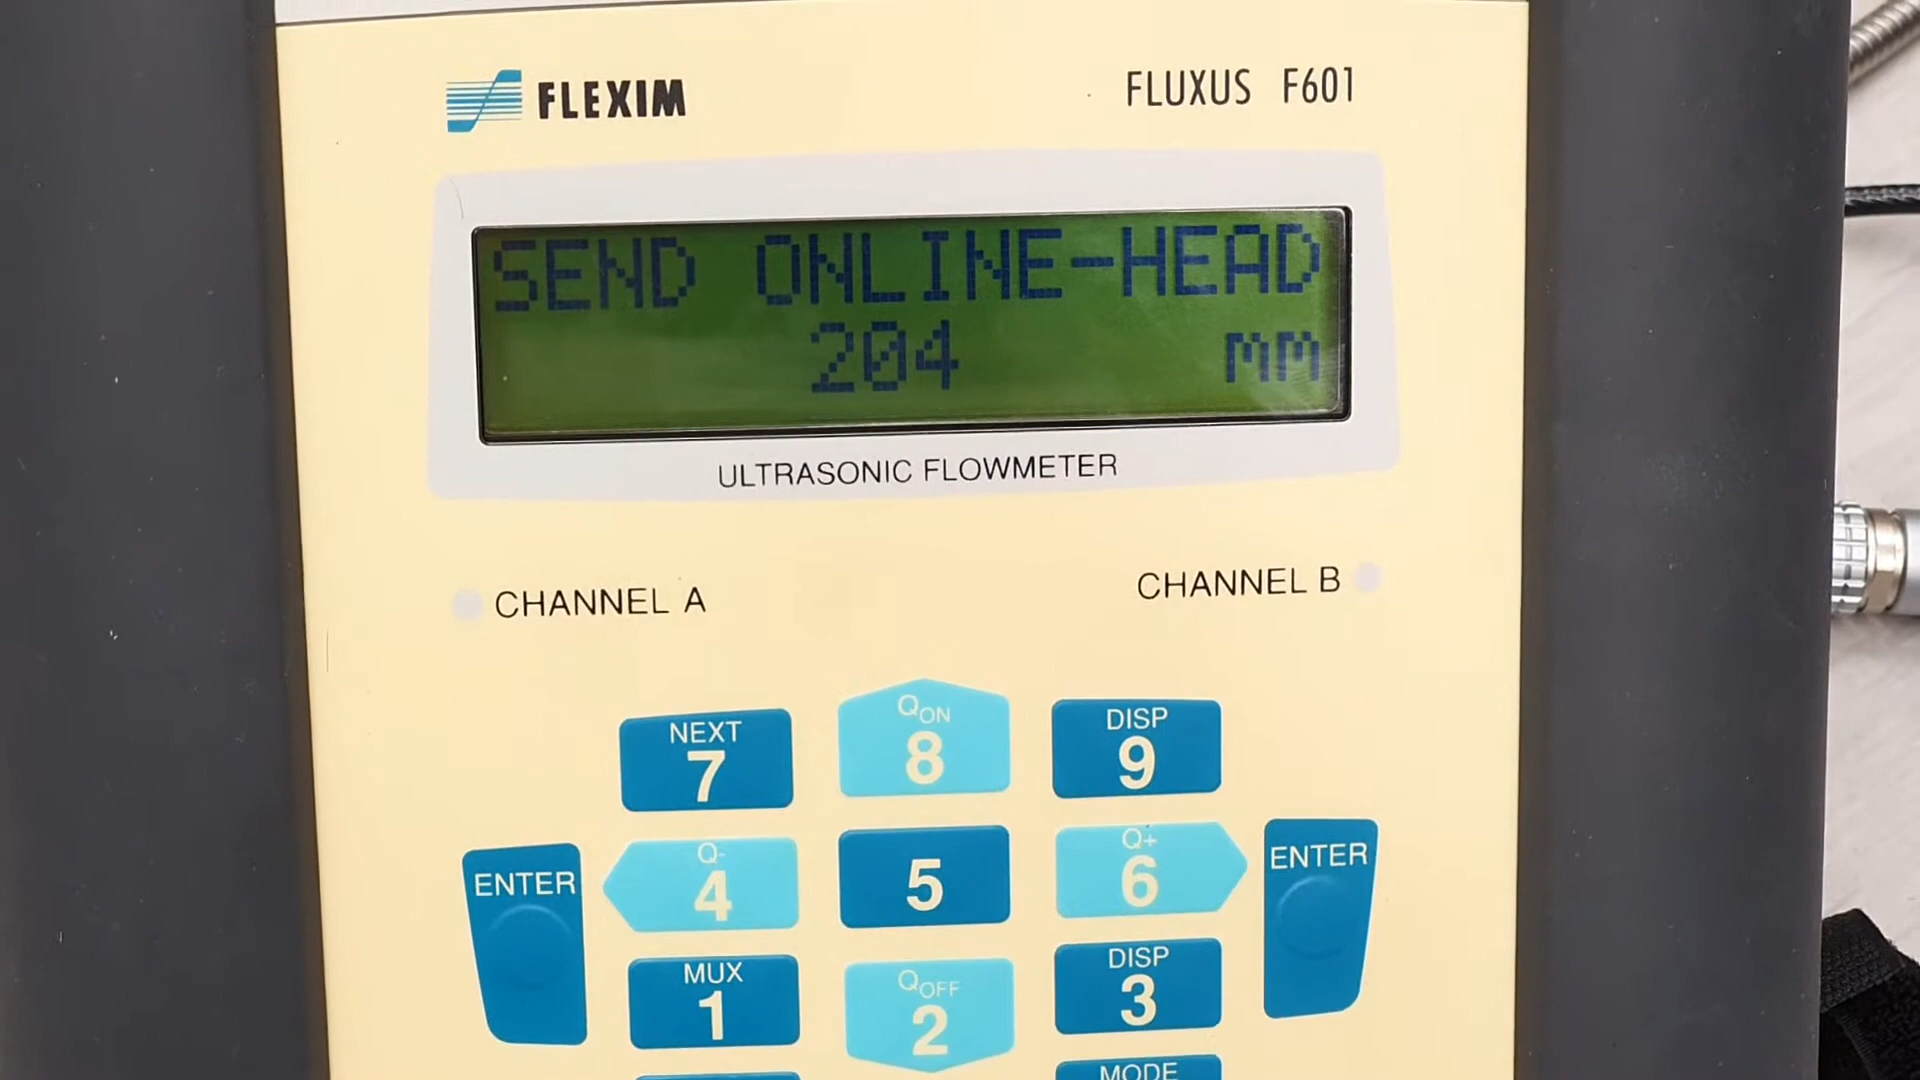 FLEXIM
FLUXUS F601
SEND ONLINE-HEAD
204 mm
ULTRASONIC FLOWMETER
CHANNEL A
CHANNEL B
NEXT
7
QON
8
DISP
9
ENTER
Q-
4
5
Q+
6
ENTER
MUX
1
QOFF
2
DISP
3
MODE